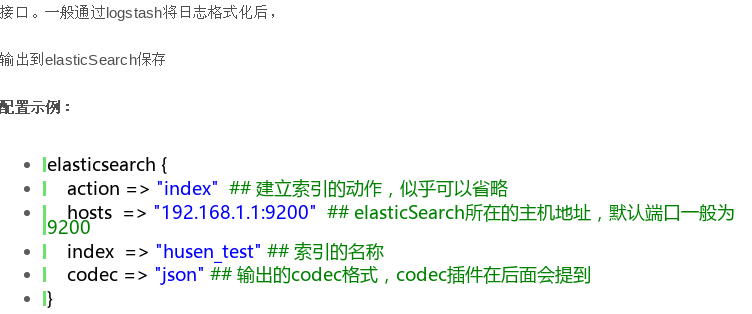 接口。一般通过logstash将日志格式化后，
输出到elasticSearch保存
配置示例：
elasticsearch {
action => "index"  ## 建立索引的动作，似乎可以省略
hosts  => "192.168.1.1:9200"  ## elasticSearch所在的主机地址，默认端口一般为
9200
index  => "husen_test" ## 索引的名称
codec => "json" ## 输出的codec格式，codec插件在后面会提到
}